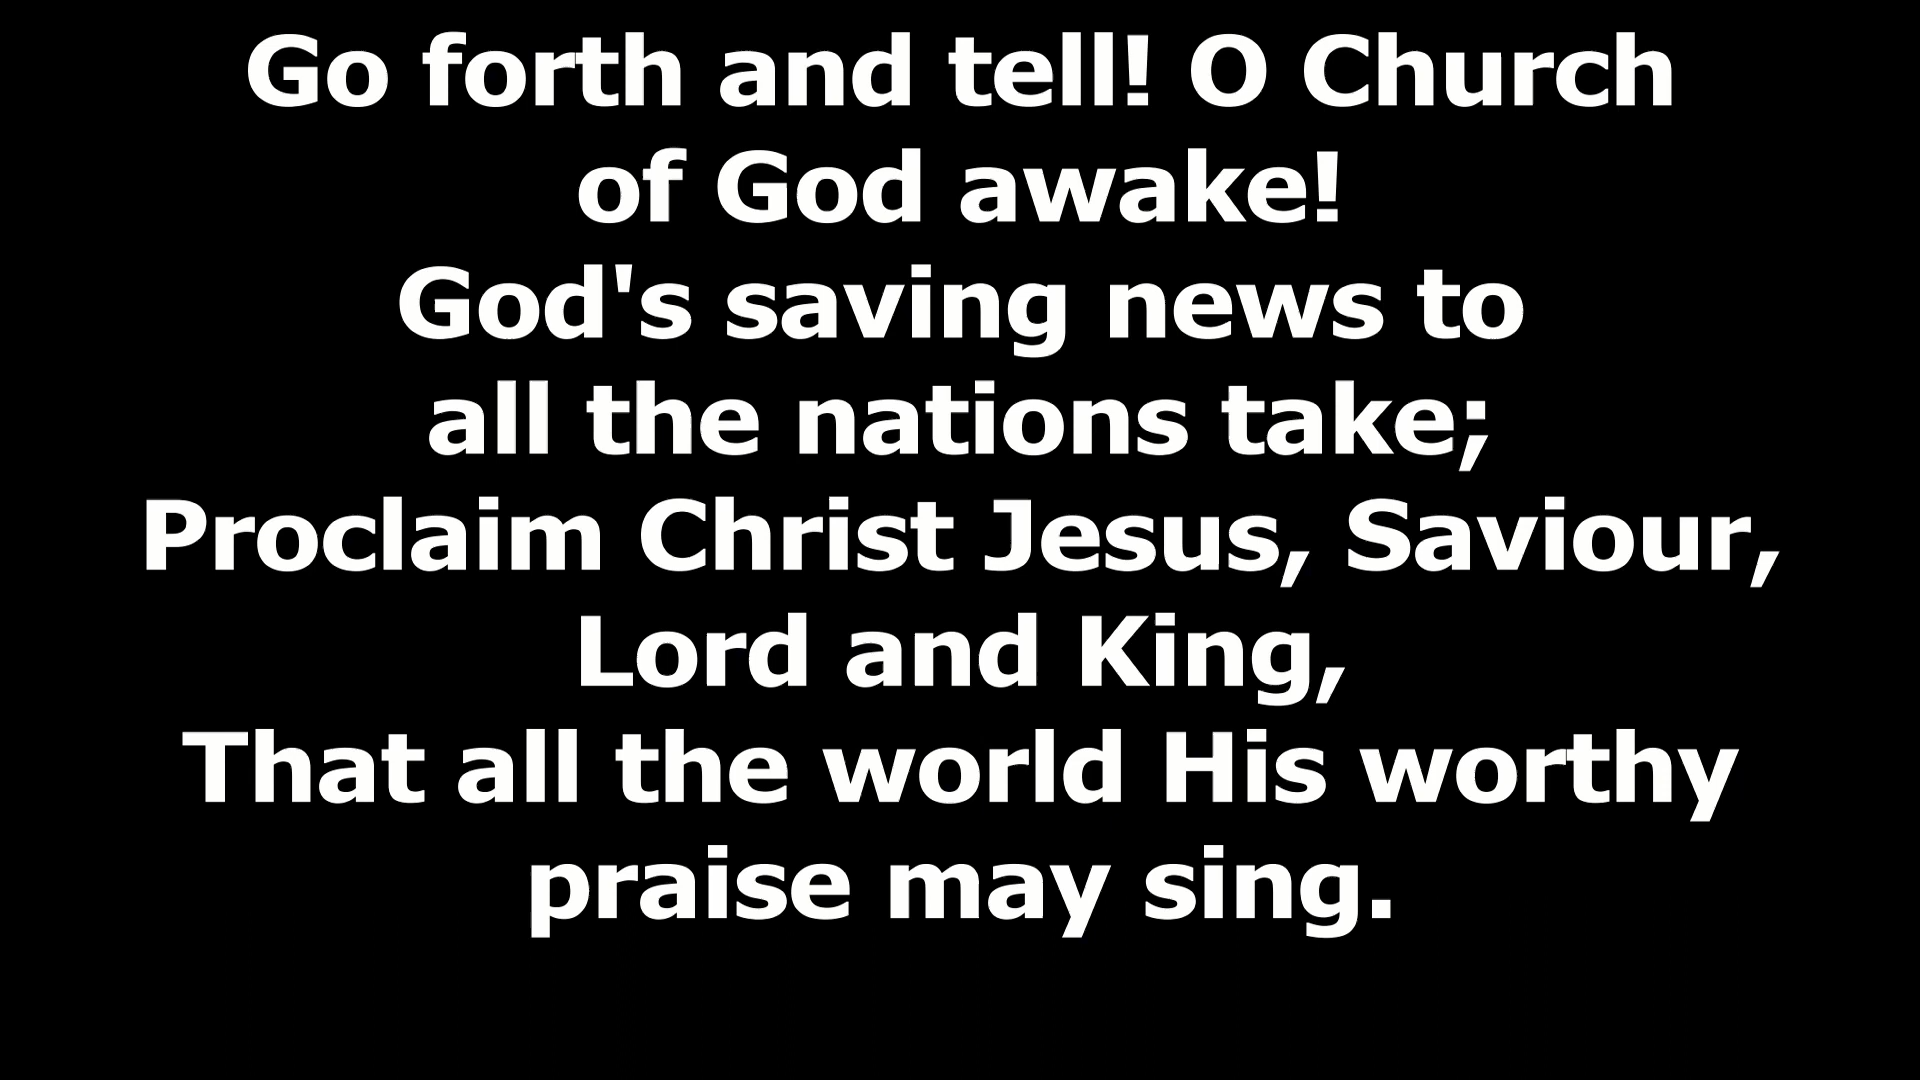 Go forth and tell! O Church
of God awake!
God's saving news to
all the nations take;
Proclaim Christ Jesus, Saviour,
Lord and King,
That all the world His worthy
praise may sing.